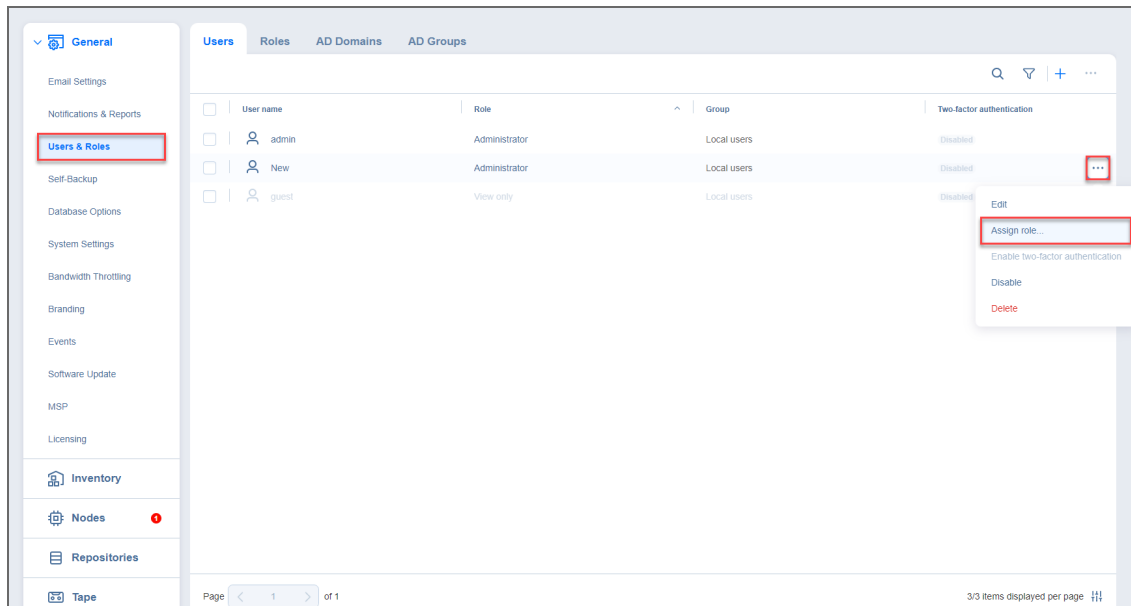 General
Email Settings
Notifications & Reports
Users & Roles
Self-Backup
Database Options
System Settings
Bandwidth Throttling
Branding
Events
Software Update
MSP
Licensing
Inventory
Nodes 1
Repositories
Tape
Users Roles AD Domains AD Groups
User name Role Group Two-factor authentication
admin Administrator Local users Disabled
New Administrator Local users Disabled
guest View only Local users Disabled
Edit
Assign role...
Enable two-factor authentication
Disable
Delete
Page 1 of 1
3/3 items displayed per page